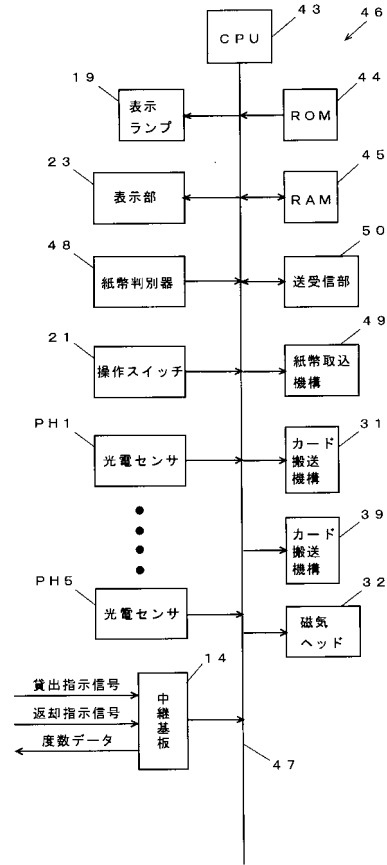 43
46
CPU
19
表示
ランプ
44
ROM
23
表示部
45
RAM
48
紙幣判別器
50
送受信部
21
操作スイッチ
49
紙幣取込
機構
PH1
光電センサ
31
カード
搬送
機構
39
カード
搬送
機構
PH5
光電センサ
32
磁気
ヘッド
14
中継基板
貸出指示信号
返却指示信号
度数データ
47